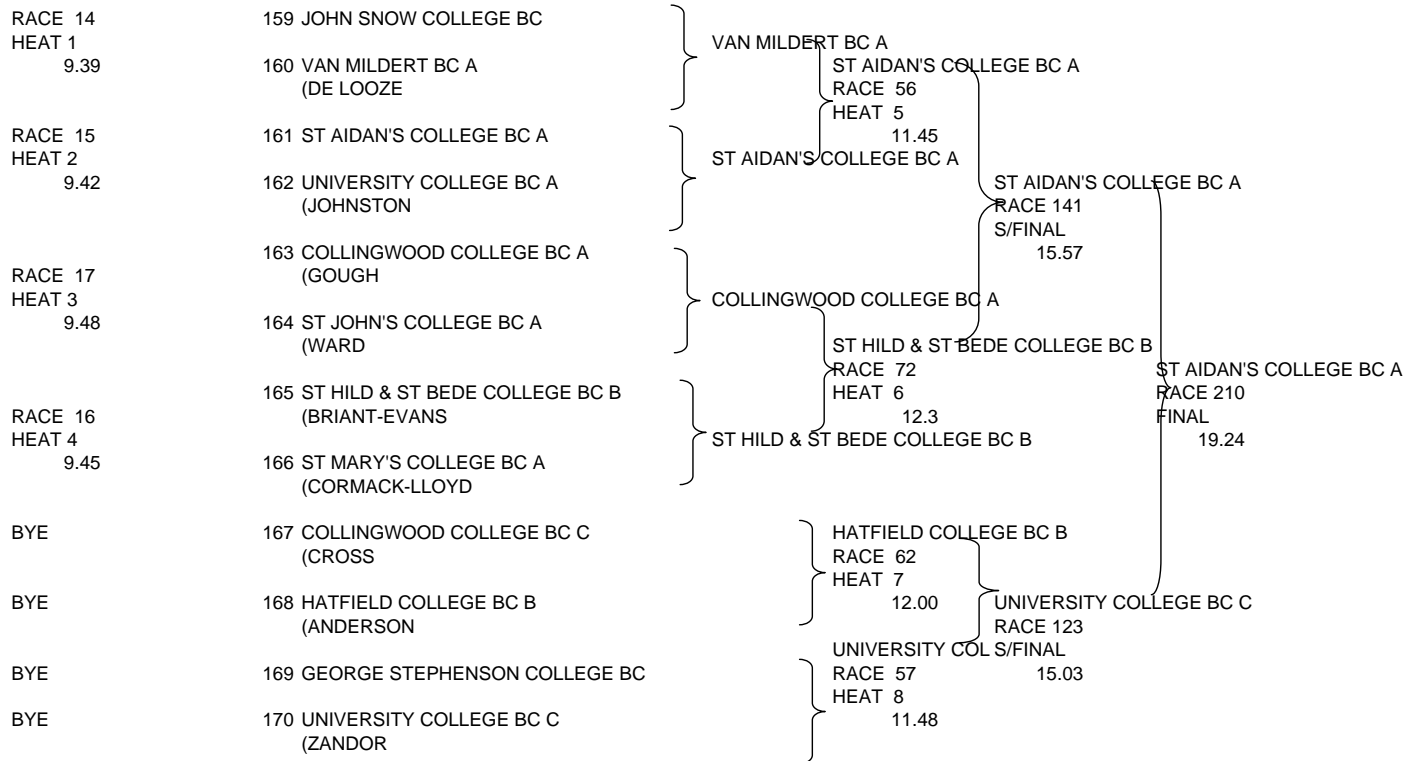 RACE 14 159 JOHN SNOW COLLEGE BC
HEAT 1 VAN MILDERT BC A
9.39 160 VAN MILDERT BC A ST AIDAN'S COLLEGE BC A
(DE LOOZE RACE 56
HEAT 5
RACE 15 161 ST AIDAN'S COLLEGE BC A 11.45
HEAT 2 ST AIDAN'S COLLEGE BC A
9.42 162 UNIVERSITY COLLEGE BC A ST AIDAN'S COLLEGE BC A
(JOHNSTON RACE 141
S/FINAL
163 COLLINGWOOD COLLEGE BC A 15.57
RACE 17 (GOUGH
HEAT 3 COLLINGWOOD COLLEGE BC A
9.48 164 ST JOHN'S COLLEGE BC A
(WARD ST HILD & ST BEDE COLLEGE BC B
RACE 72 ST AIDAN'S COLLEGE BC A
165 ST HILD & ST BEDE COLLEGE BC B HEAT 6 RACE 210
RACE 16 (BRIANT-EVANS 12.3 FINAL
HEAT 4 ST HILD & ST BEDE COLLEGE BC B 19.24
9.45 166 ST MARY'S COLLEGE BC A
(CORMACK-LLOYD
BYE 167 COLLINGWOOD COLLEGE BC C HATFIELD COLLEGE BC B
(CROSS RACE 62
HEAT 7
BYE 168 HATFIELD COLLEGE BC B 12.00 UNIVERSITY COLLEGE BC C
(ANDERSON RACE 123
UNIVERSITY COL S/FINAL
BYE 169 GEORGE STEPHENSON COLLEGE BC RACE 57 15.03
HEAT 8
BYE 170 UNIVERSITY COLLEGE BC C 11.48
(ZANDOR